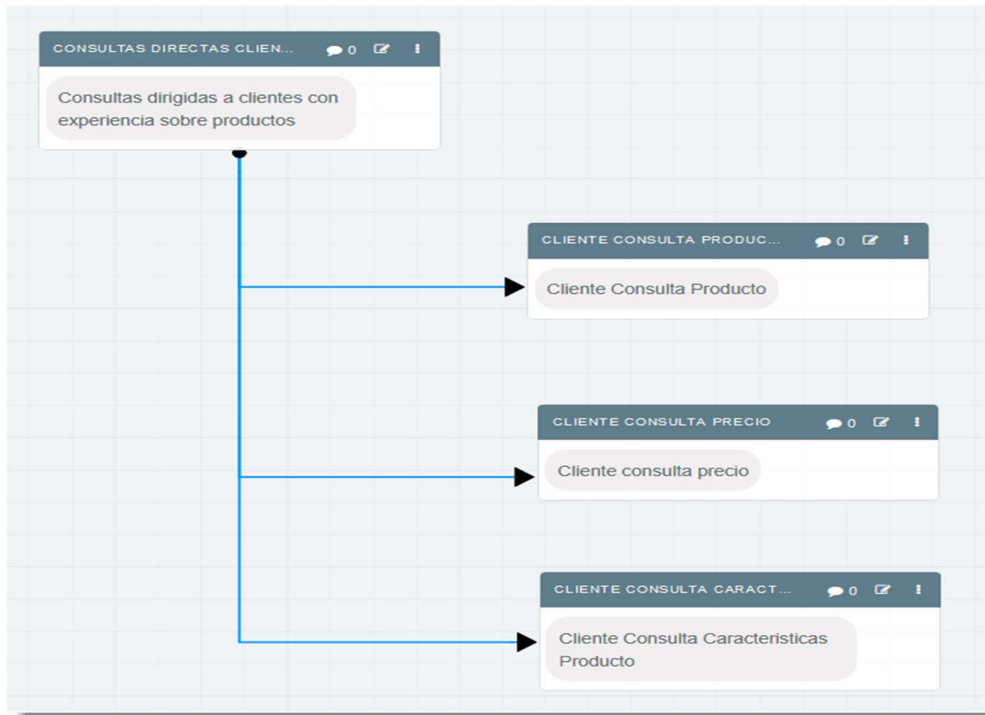 CONSULTAS DIRECTAS CLIEN... 0
Consultas dirigidas a clientes con
experiencia sobre productos
CLIENTE CONSULTA PRODUC... 0
Cliente Consulta Producto
CLIENTE CONSULTA PRECIO 0
Cliente consulta precio
CLIENTE CONSULTA CARACT... 0
Cliente Consulta Caracteristicas
Producto